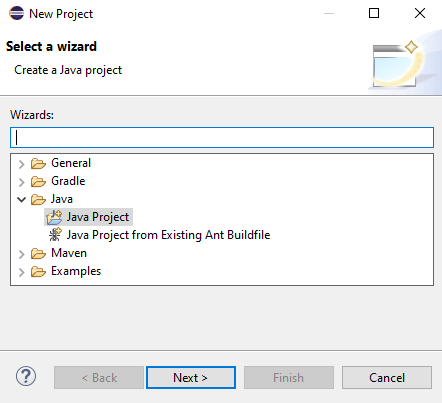 New Project
Select a wizard
Create a Java project
Wizards:
General
Gradle
Java
Java Project
Java Project from Existing Ant Buildfile
Maven
Examples
? < Back Next > Finish Cancel